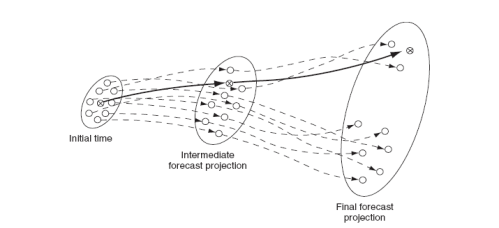 Initial time
Intermediate
forecast projection
Final forecast
projection